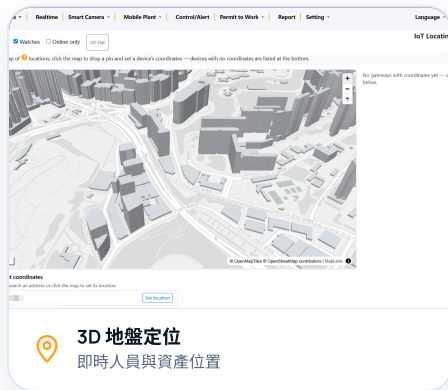 Realtime Smart Camera Mobile Plant Control/Alert Permit to Work Report Setting Language
IoT Locatin
Watches Online only 2D Flat
ap of locations; click the map to drop a pin and set a device's coordinates — devices with no coordinates are listed at the bottom.
No gateways with coordinates yet — s
below.
+
−
© OpenMapTiles © OpenStreetMap contributors | MapLibre
t coordinates
search an address or click the map to set its location.
Set location
3D 地盤定位
即時人員與資產位置